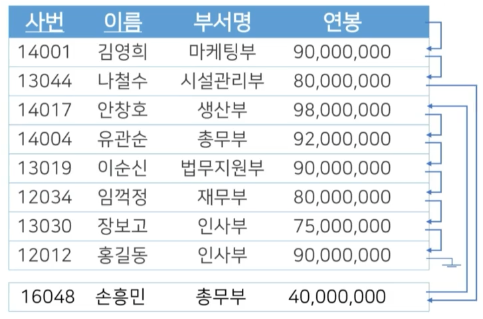 사번 이름 부서명 연봉
14001 김영희 마케팅부 90,000,000
13044 나철수 시설관리부 80,000,000
14017 안창호 생산부 98,000,000
14004 유관순 총무부 92,000,000
13019 이순신 법무지원부 90,000,000
12034 임꺽정 재무부 80,000,000
13030 장보고 인사부 75,000,000
12012 홍길동 인사부 90,000,000
16048 손흥민 총무부 40,000,000